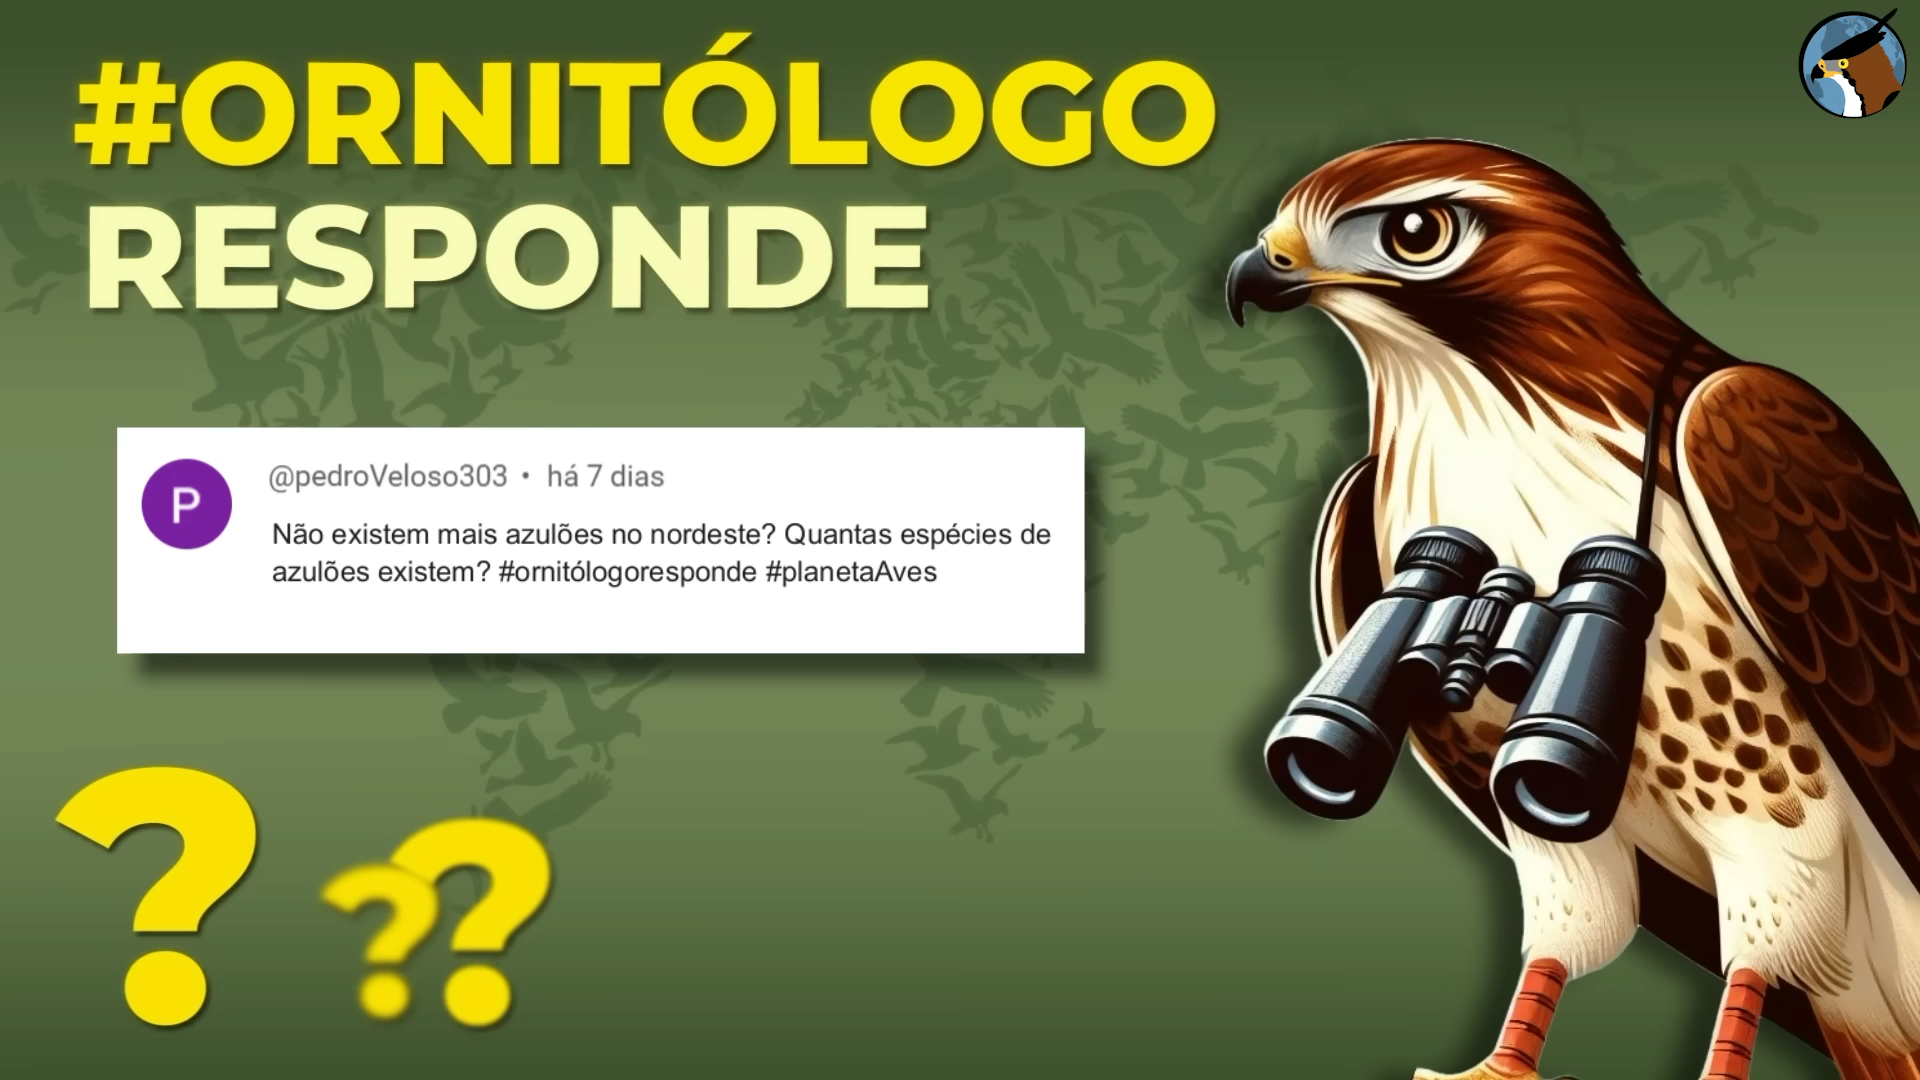 #ORNITÓLOGO
RESPONDE
P
@pedroVeloso303 • há 7 dias
Não existem mais azulões no nordeste? Quantas espécies de
azulões existem? #ornitólogoresponde #planetaAves
? ? ?